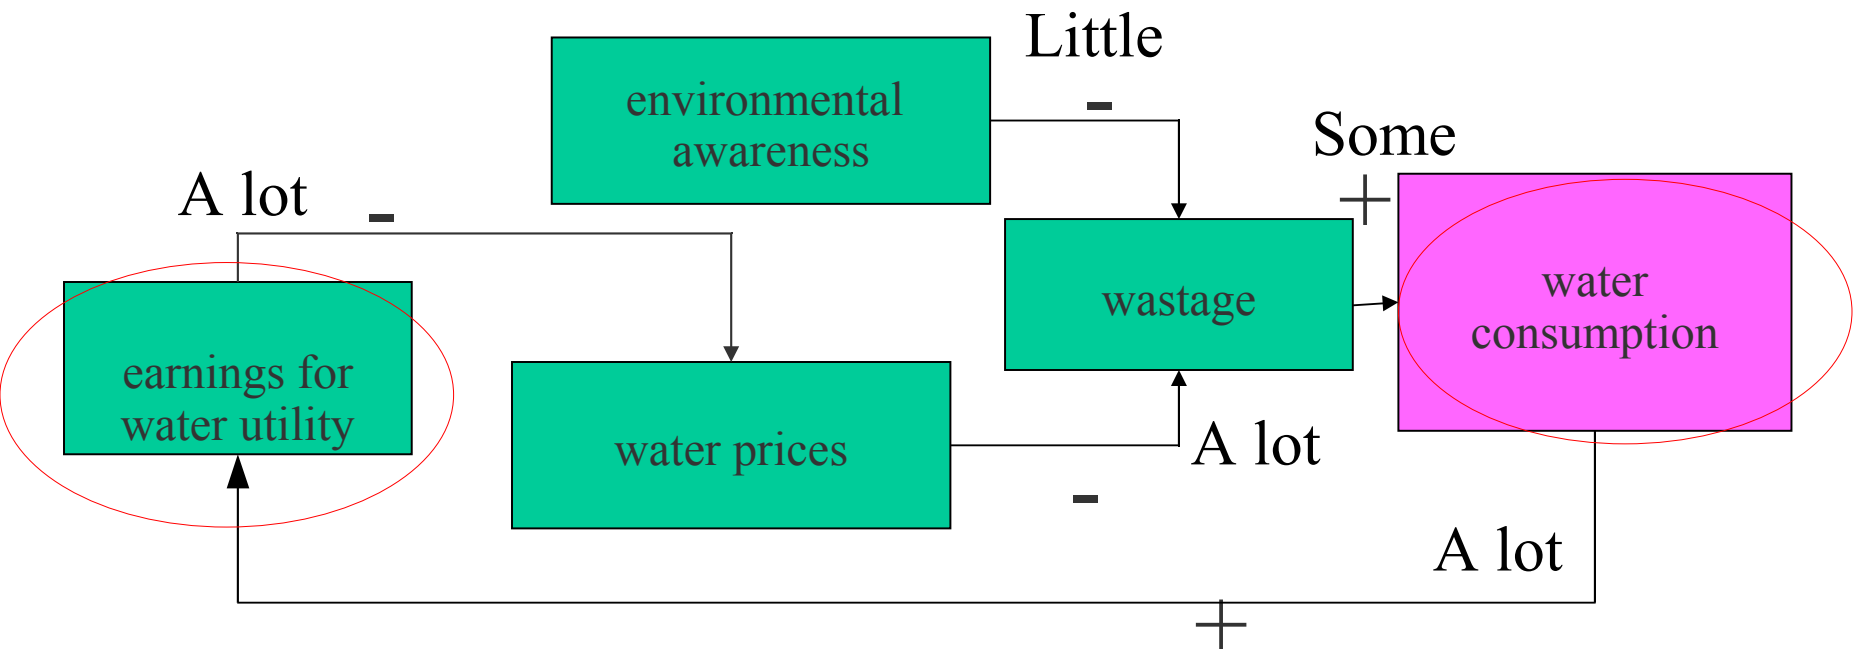 Little
environmental
awareness
-
Some
+
A lot
-
wastage
water
consumption
earnings for
water utility
water prices
A lot
-
A lot
+